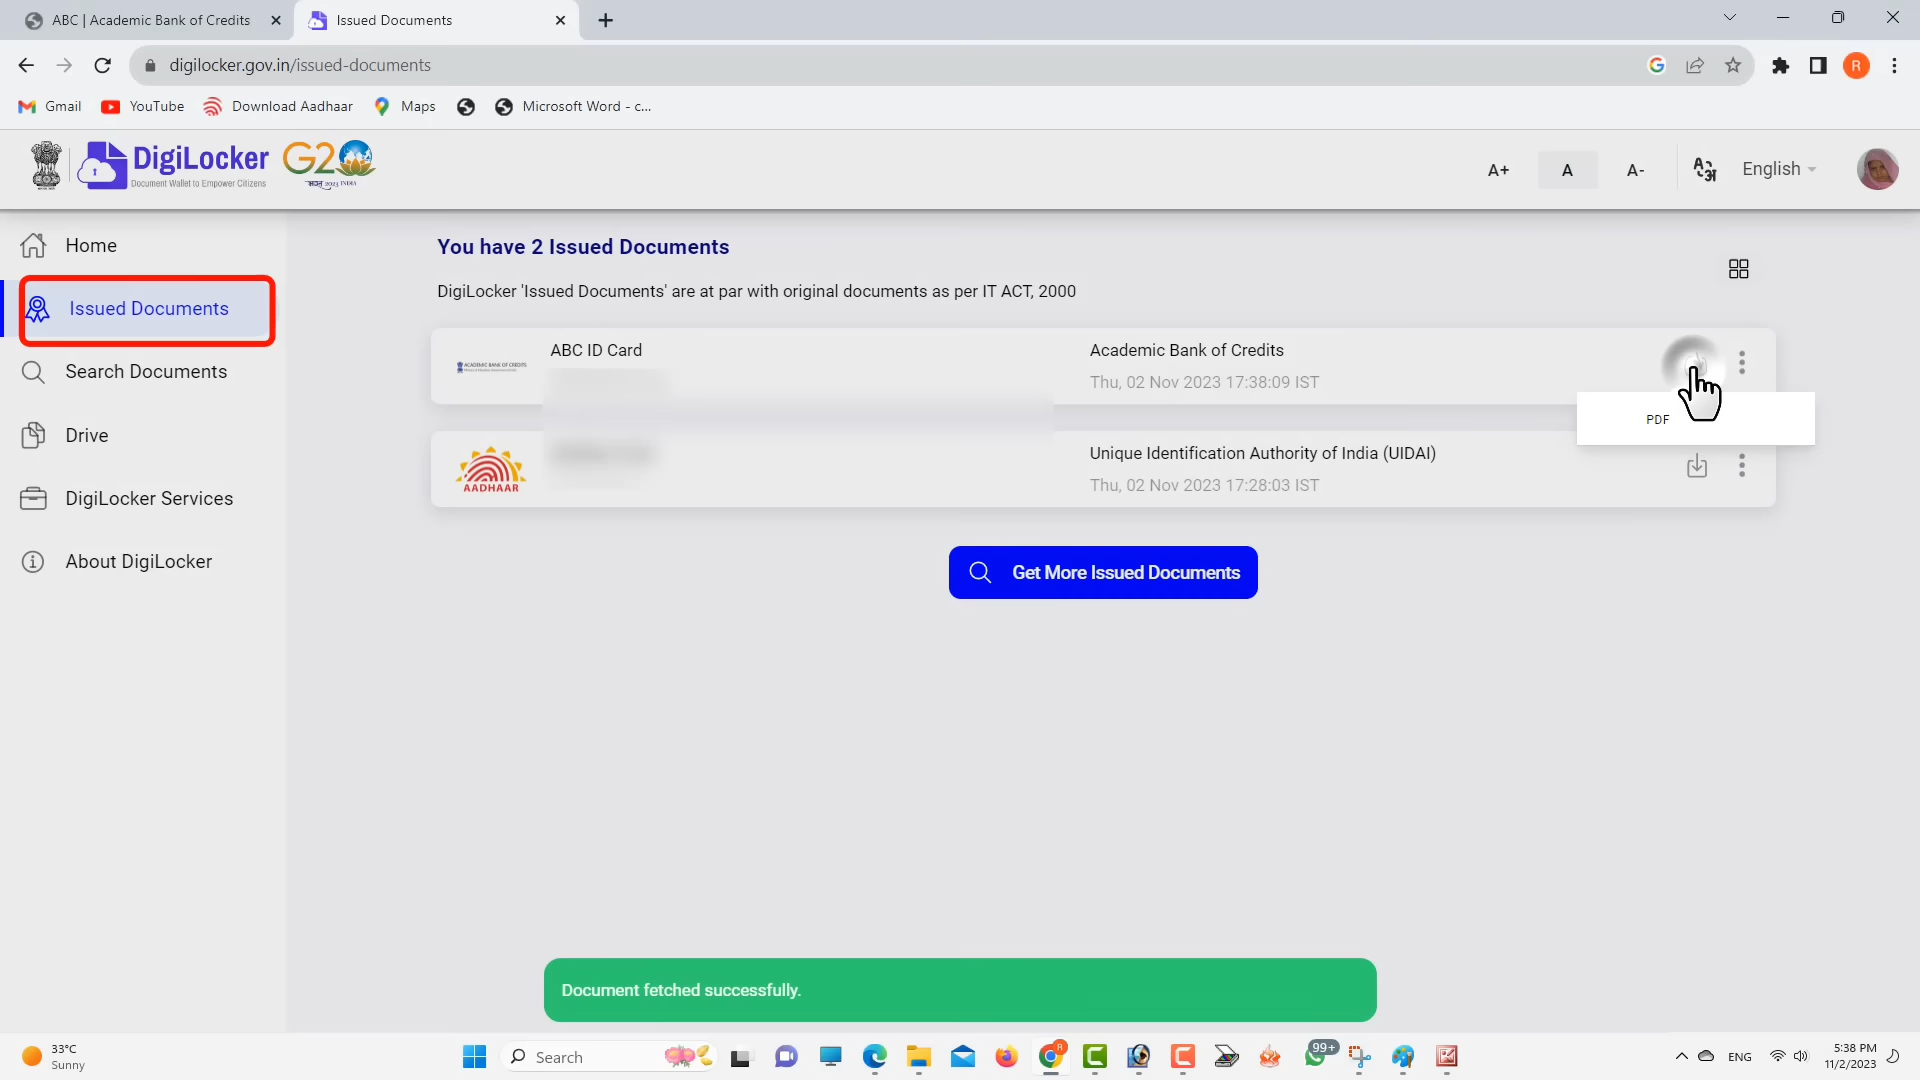 ABC | Academic Bank of Credits
Issued Documents
digilocker.gov.in/issued-documents
Gmail
YouTube
Download Aadhaar
Maps
Microsoft Word - c...
DigiLocker
Document Wallet to Empower Citizens
G20
A+
A
A-
English
Home
Issued Documents
Search Documents
Drive
DigiLocker Services
About DigiLocker
You have 2 Issued Documents
DigiLocker 'Issued Documents' are at par with original documents as per IT ACT, 2000
ACADEMIC BANK OF CREDITS
ABC ID Card
Academic Bank of Credits
Thu, 02 Nov 2023 17:38:09 IST
PDF
AADHAAR
Unique Identification Authority of India (UIDAI)
Thu, 02 Nov 2023 17:28:03 IST
Get More Issued Documents
Document fetched successfully.
33°C
Sunny
Search
R
99+
ENG
5:38 PM
11/2/2023